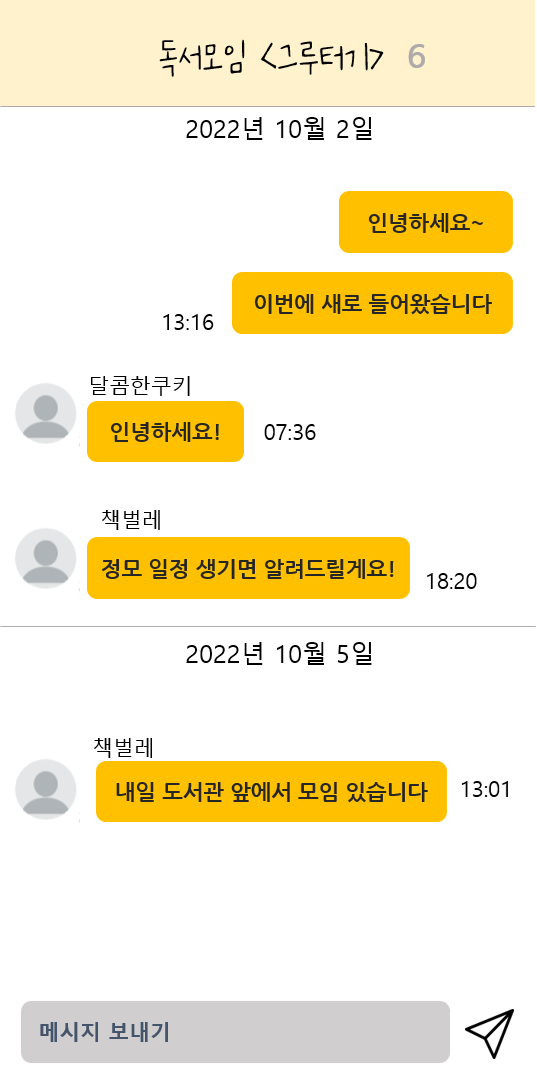 독서모임 <그루터기> 6
2022년 10월 2일
인녕하세요~
이번에 새로 들어왔습니다
13:16
달콤한쿠키
인녕하세요!
07:36
책벌레
정모 일정 생기면 알려드릴게요!
18:20
2022년 10월 5일
책벌레
내일 도서관 앞에서 모임 있습니다
13:01
메시지 보내기